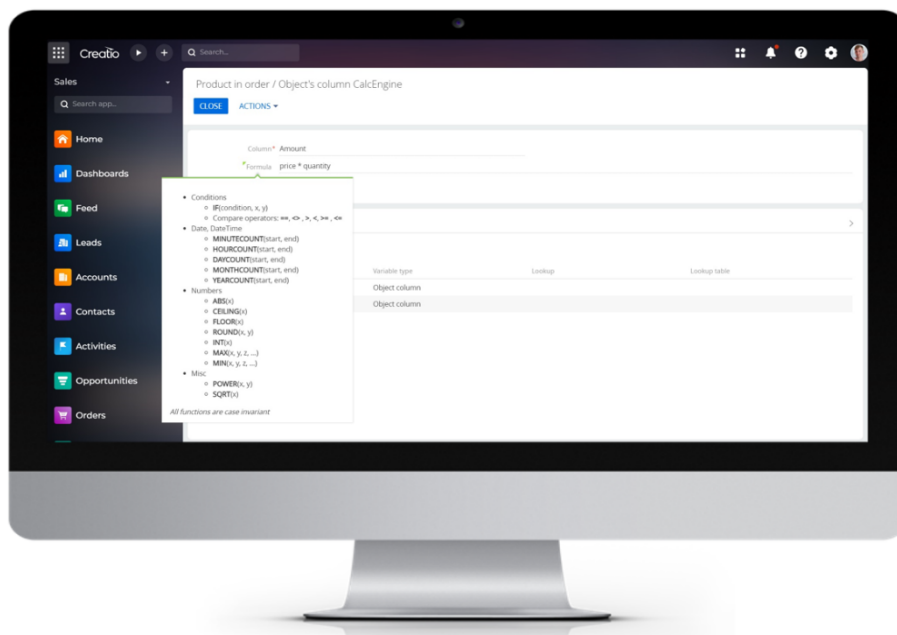 Creatio
Search...
Sales
Search app...
Home
Dashboards
Feed
Leads
Accounts
Contacts
Activities
Opportunities
Orders
Product in order / Object's column CalcEngine
CLOSE ACTIONS
Column* Amount
Formula price * quantity
• Conditions
○ IF(condition, x, y)
○ Compare operators: ==, <> , >, <, >= , <=
• Date, DateTime
○ MINUTECOUNT(start, end)
○ HOURCOUNT(start, end)
○ DAYCOUNT(start, end)
○ MONTHCOUNT(start, end)
○ YEARCOUNT(start, end)
• Numbers
○ ABS(x)
○ CEILING(x)
○ FLOOR(x)
○ ROUND(x, y)
○ INT(x)
○ MAX(x, y, z, ...)
○ MIN(x, y, z, ...)
• Misc
○ POWER(x, y)
○ SQRT(x)
All functions are case invariant
Variable type Lookup Lookup table
Object column
Object column